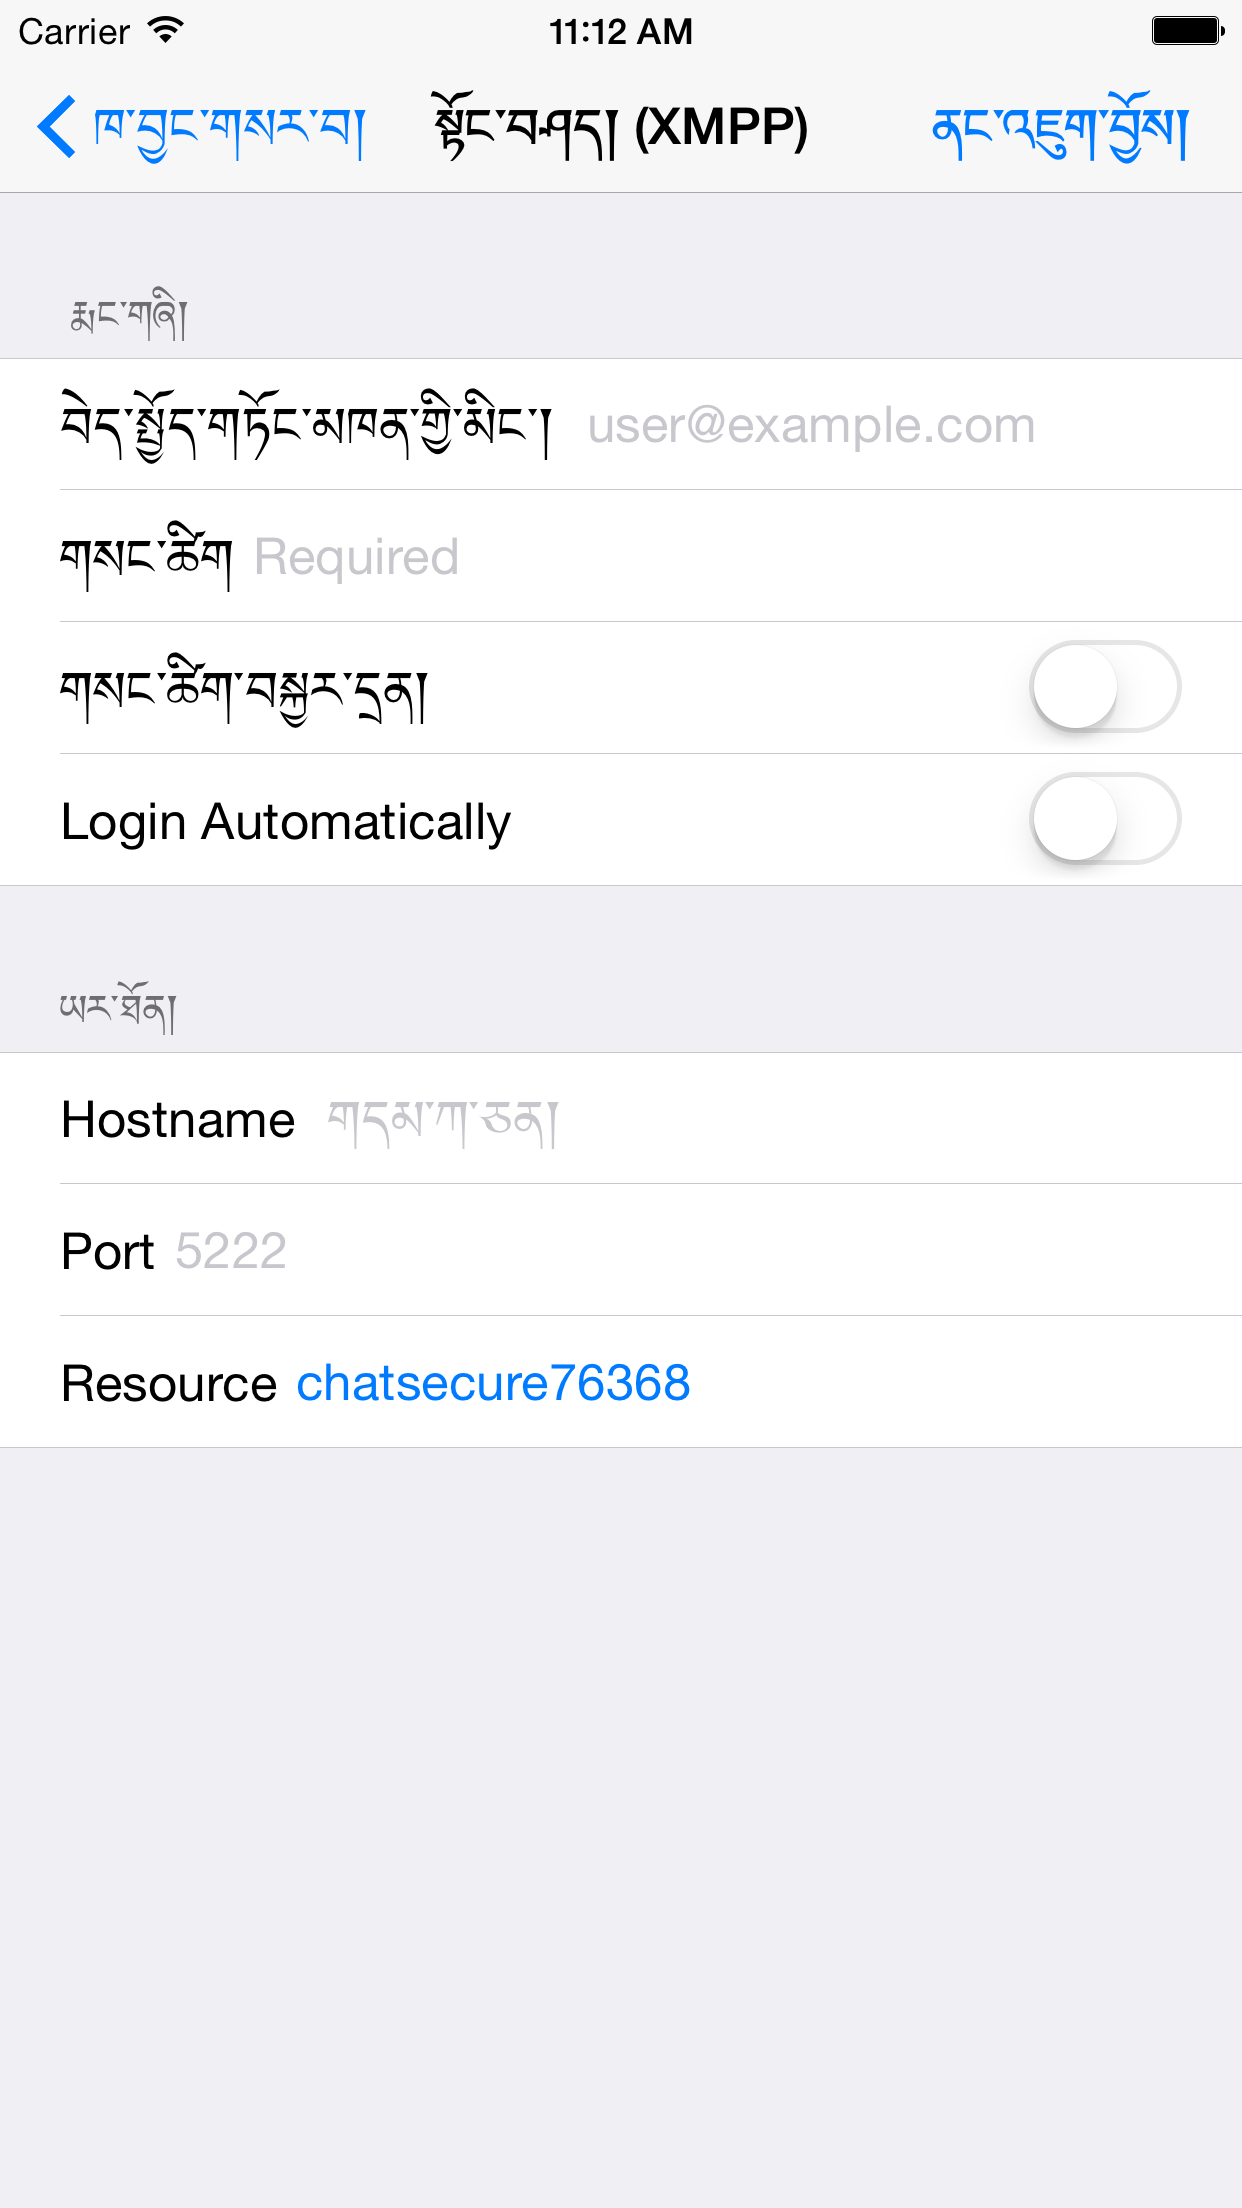 Carrier 11:12 AM
ཁ་བྱང་གསར་བ། སྟོང་བཤད། (XMPP) ནང་འཇུག་བྱོས།
རྨང་གཞི།
བེད་སྤྱོད་གཏོང་མཁན་གྱི་མིང་། user@example.com
གསང་ཚིག Required
གསང་ཚིག་བསྐྱར་དྲན།
Login Automatically
ཡར་ཐོན།
Hostname གདམ་ཀ་ཅན།
Port 5222
Resource chatsecure76368